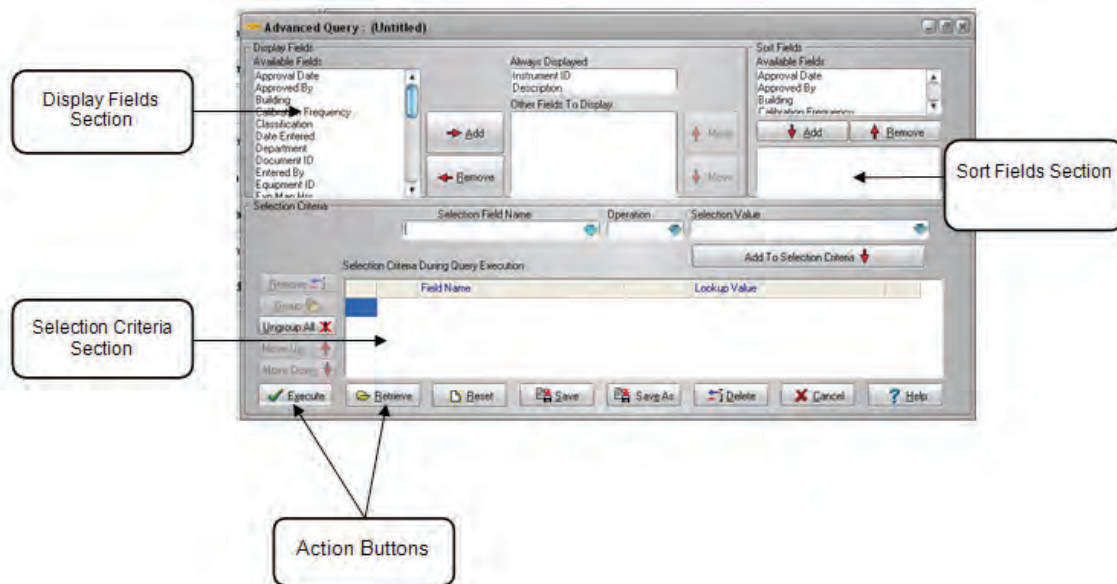 Advanced Query : (Untitled)
Display Fields
Available Fields
Approval Date
Approved By
Building
Calibration Frequency
Classification
Date Entered
Department
Document ID
Entered By
Equipment ID
Exp Man Hrs
Add
Remove
Always Displayed
Instrument ID
Description
Other Fields To Display
Move
Move
Sort Fields
Available Fields
Approval Date
Approved By
Building
Calibration Frequency
Add
Remove
Display Fields
Section
Sort Fields Section
Selection Criteria
Selection Field Name
Operation
Selection Value
Add To Selection Criteria
Selection Criteria During Query Execution
Field Name
Lookup Value
Remove
Group
Ungroup All
Move Up
Move Down
Selection Criteria
Section
Execute
Retrieve
Reset
Save
Save As
Delete
Cancel
Help
Action Buttons